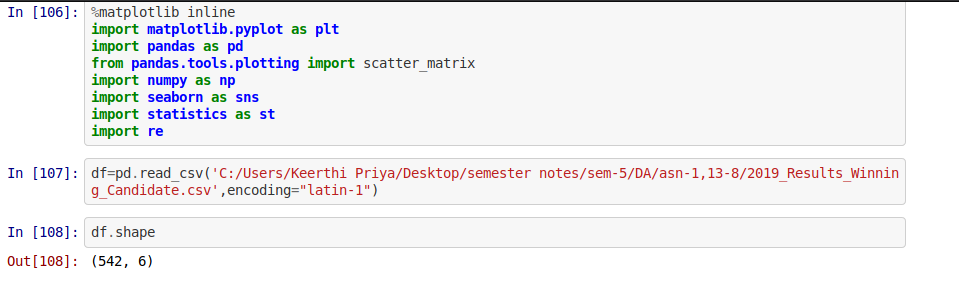 In [106]: %matplotlib inline
import matplotlib.pyplot as plt
import pandas as pd
from pandas.tools.plotting import scatter_matrix
import numpy as np
import seaborn as sns
import statistics as st
import re
In [107]: df=pd.read_csv('C:/Users/Keerthi Priya/Desktop/semester notes/sem-5/DA/asn-1,13-8/2019_Results_Winnin
g_Candidate.csv',encoding="latin-1")
In [108]: df.shape
Out[108]: (542, 6)